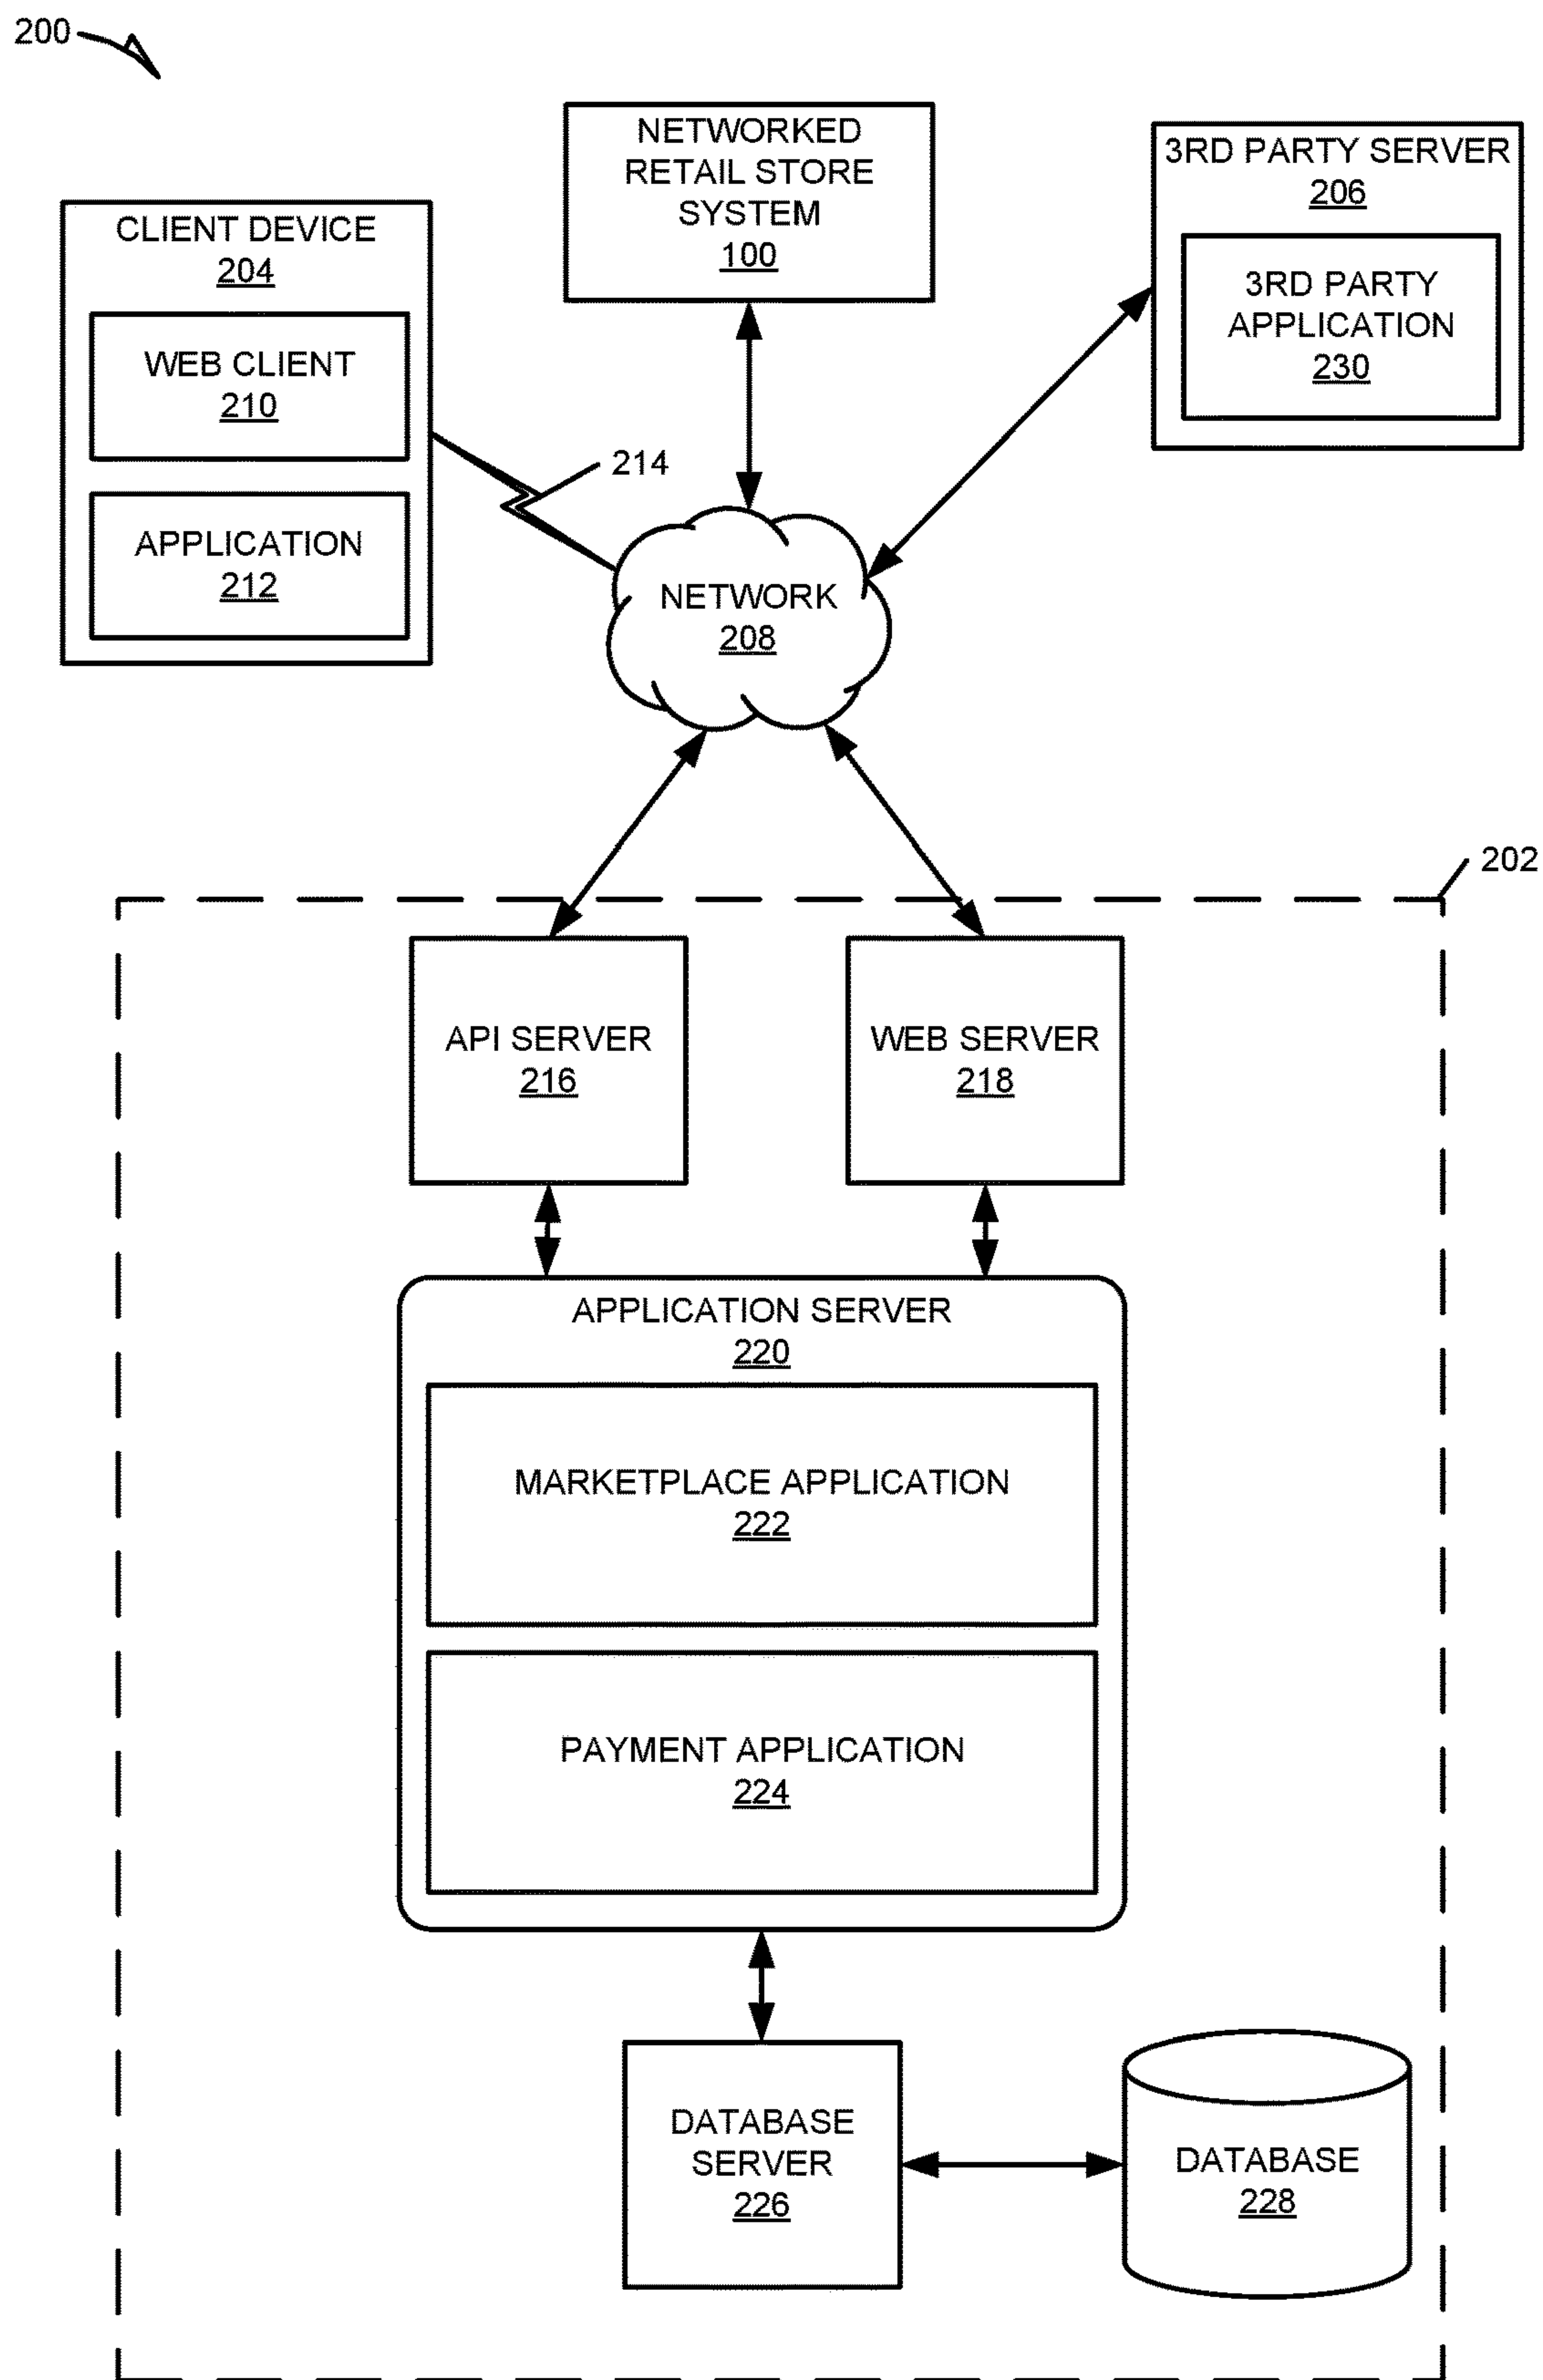 200
NETWORKED
RETAIL STORE
SYSTEM
100
3RD PARTY SERVER
206
3RD PARTY
APPLICATION
230
CLIENT DEVICE
204
WEB CLIENT
210
APPLICATION
212
214
NETWORK
208
202
API SERVER
216
WEB SERVER
218
APPLICATION SERVER
220
MARKETPLACE APPLICATION
222
PAYMENT APPLICATION
224
DATABASE
SERVER
226
DATABASE
228